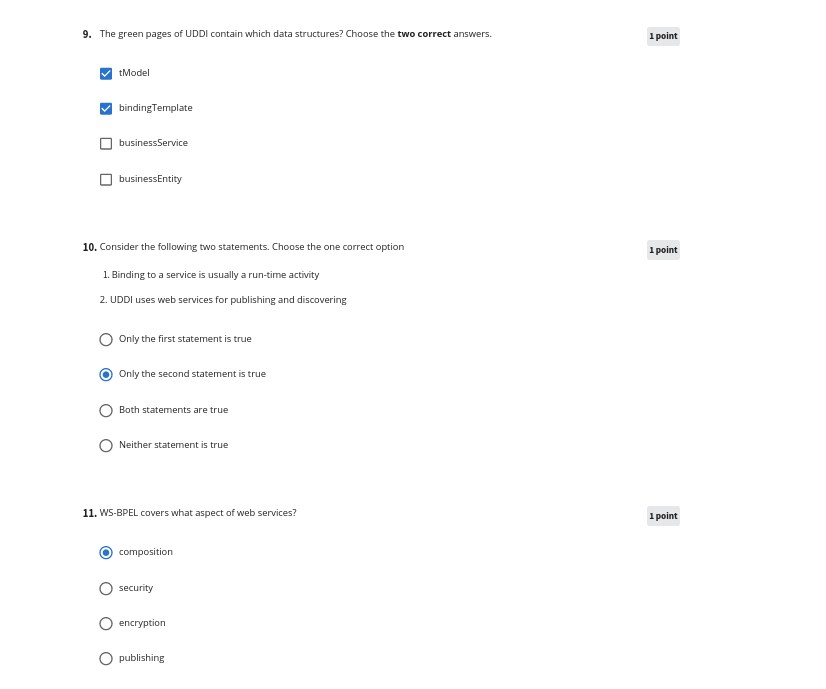 9. The green pages of UDDI contain which data structures? Choose the two correct answers. 1 point
tModel
bindingTemplate
businessService
businessEntity
10. Consider the following two statements. Choose the one correct option 1 point
1. Binding to a service is usually a run-time activity
2. UDDI uses web services for publishing and discovering
Only the first statement is true
Only the second statement is true
Both statements are true
Neither statement is true
11. WS-BPEL covers what aspect of web services? 1 point
composition
security
encryption
publishing